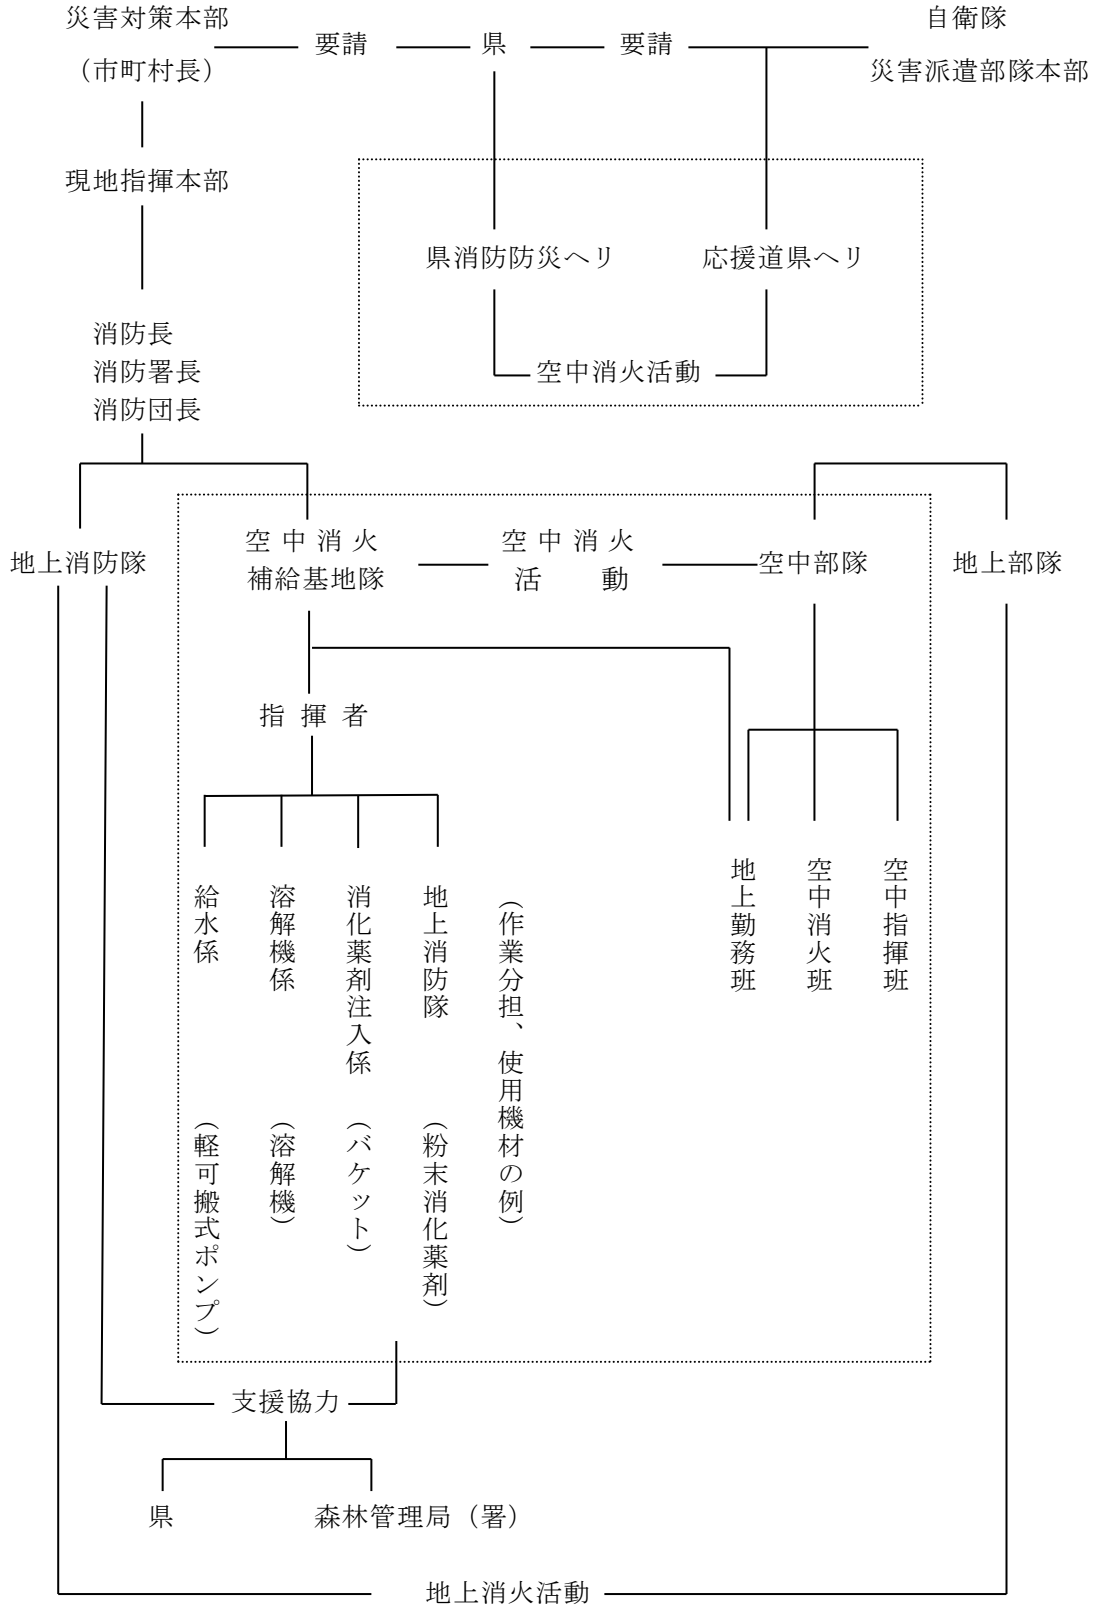 災害対策本部
（市町村長）
要請
県
要請
自衛隊
災害派遣部隊本部
現地指揮本部
県消防防災ヘリ
応援道県ヘリ
空中消火活動
消防長
消防署長
消防団長
地上消防隊
空中消火
補給基地隊
空中消火
活動
空中部隊
地上部隊
指揮者
給水係（軽可搬式ポンプ）
溶解機係（溶解機）
消化薬剤注入係（バケット）
地上消防隊（粉末消化薬剤）
（作業分担、使用機材の例）
地上勤務班
空中消火班
空中指揮班
支援協力
県
森林管理局（署）
地上消火活動